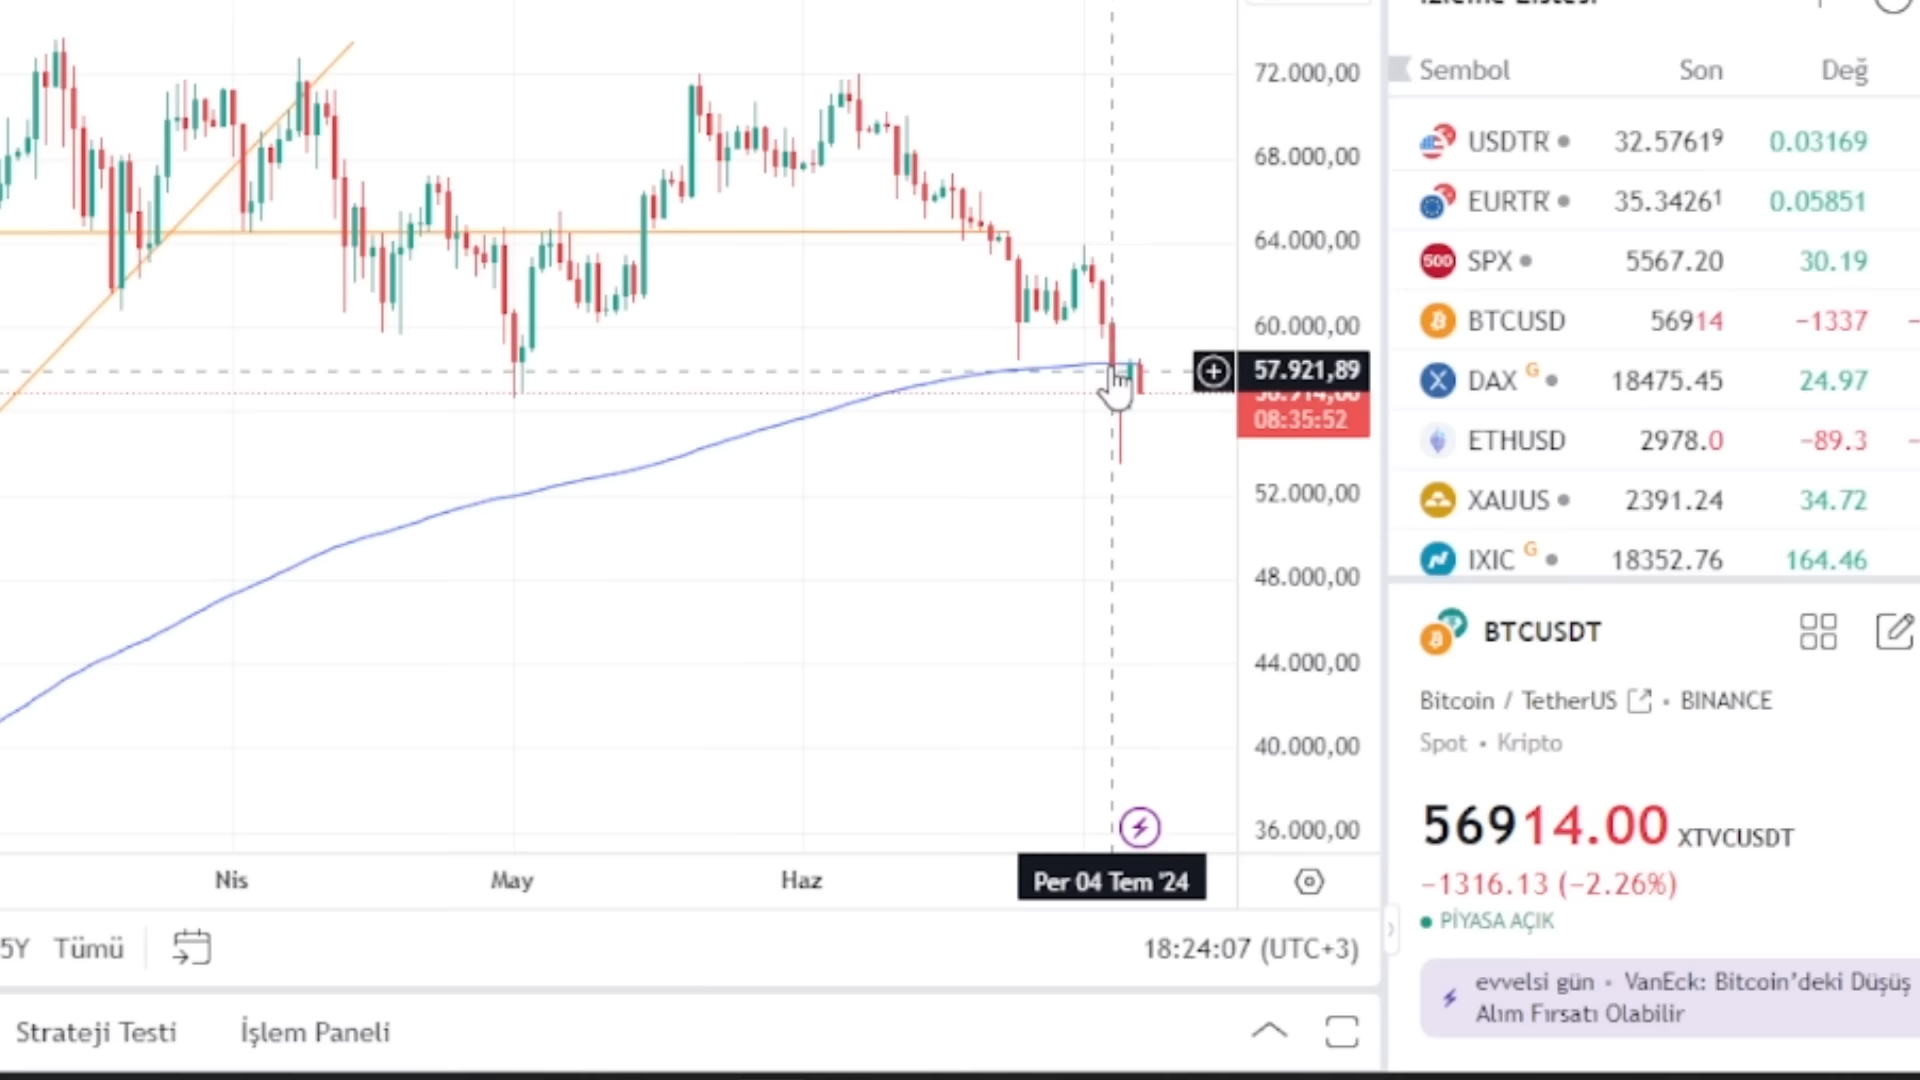 İzleme Listesi
Sembol Son Değ
USDTR 32.57619 0.03169
EURTR 35.34261 0.05851
500 SPX 5567.20 30.19
BTCUSD 56914 −1337
DAX G 18475.45 24.97
ETHUSD 2978.0 −89.3
XAUUS 2391.24 34.72
IXIC G 18352.76 164.46
72.000,00
68.000,00
64.000,00
60.000,00
57.921,89
08:35:52
52.000,00
48.000,00
44.000,00
40.000,00
36.000,00
Nis May Haz Per 04 Tem '24
5Y Tümü 18:24:07 (UTC+3)
Strateji Testi İşlem Paneli
BTCUSDT
Bitcoin / TetherUS • BINANCE
Spot • Kripto
56914.00 XTVCUSDT
−1316.13 (−2.26%)
PİYASA AÇIK
evvelsi gün • VanEck: Bitcoin'deki Düşüş
Alım Fırsatı Olabilir